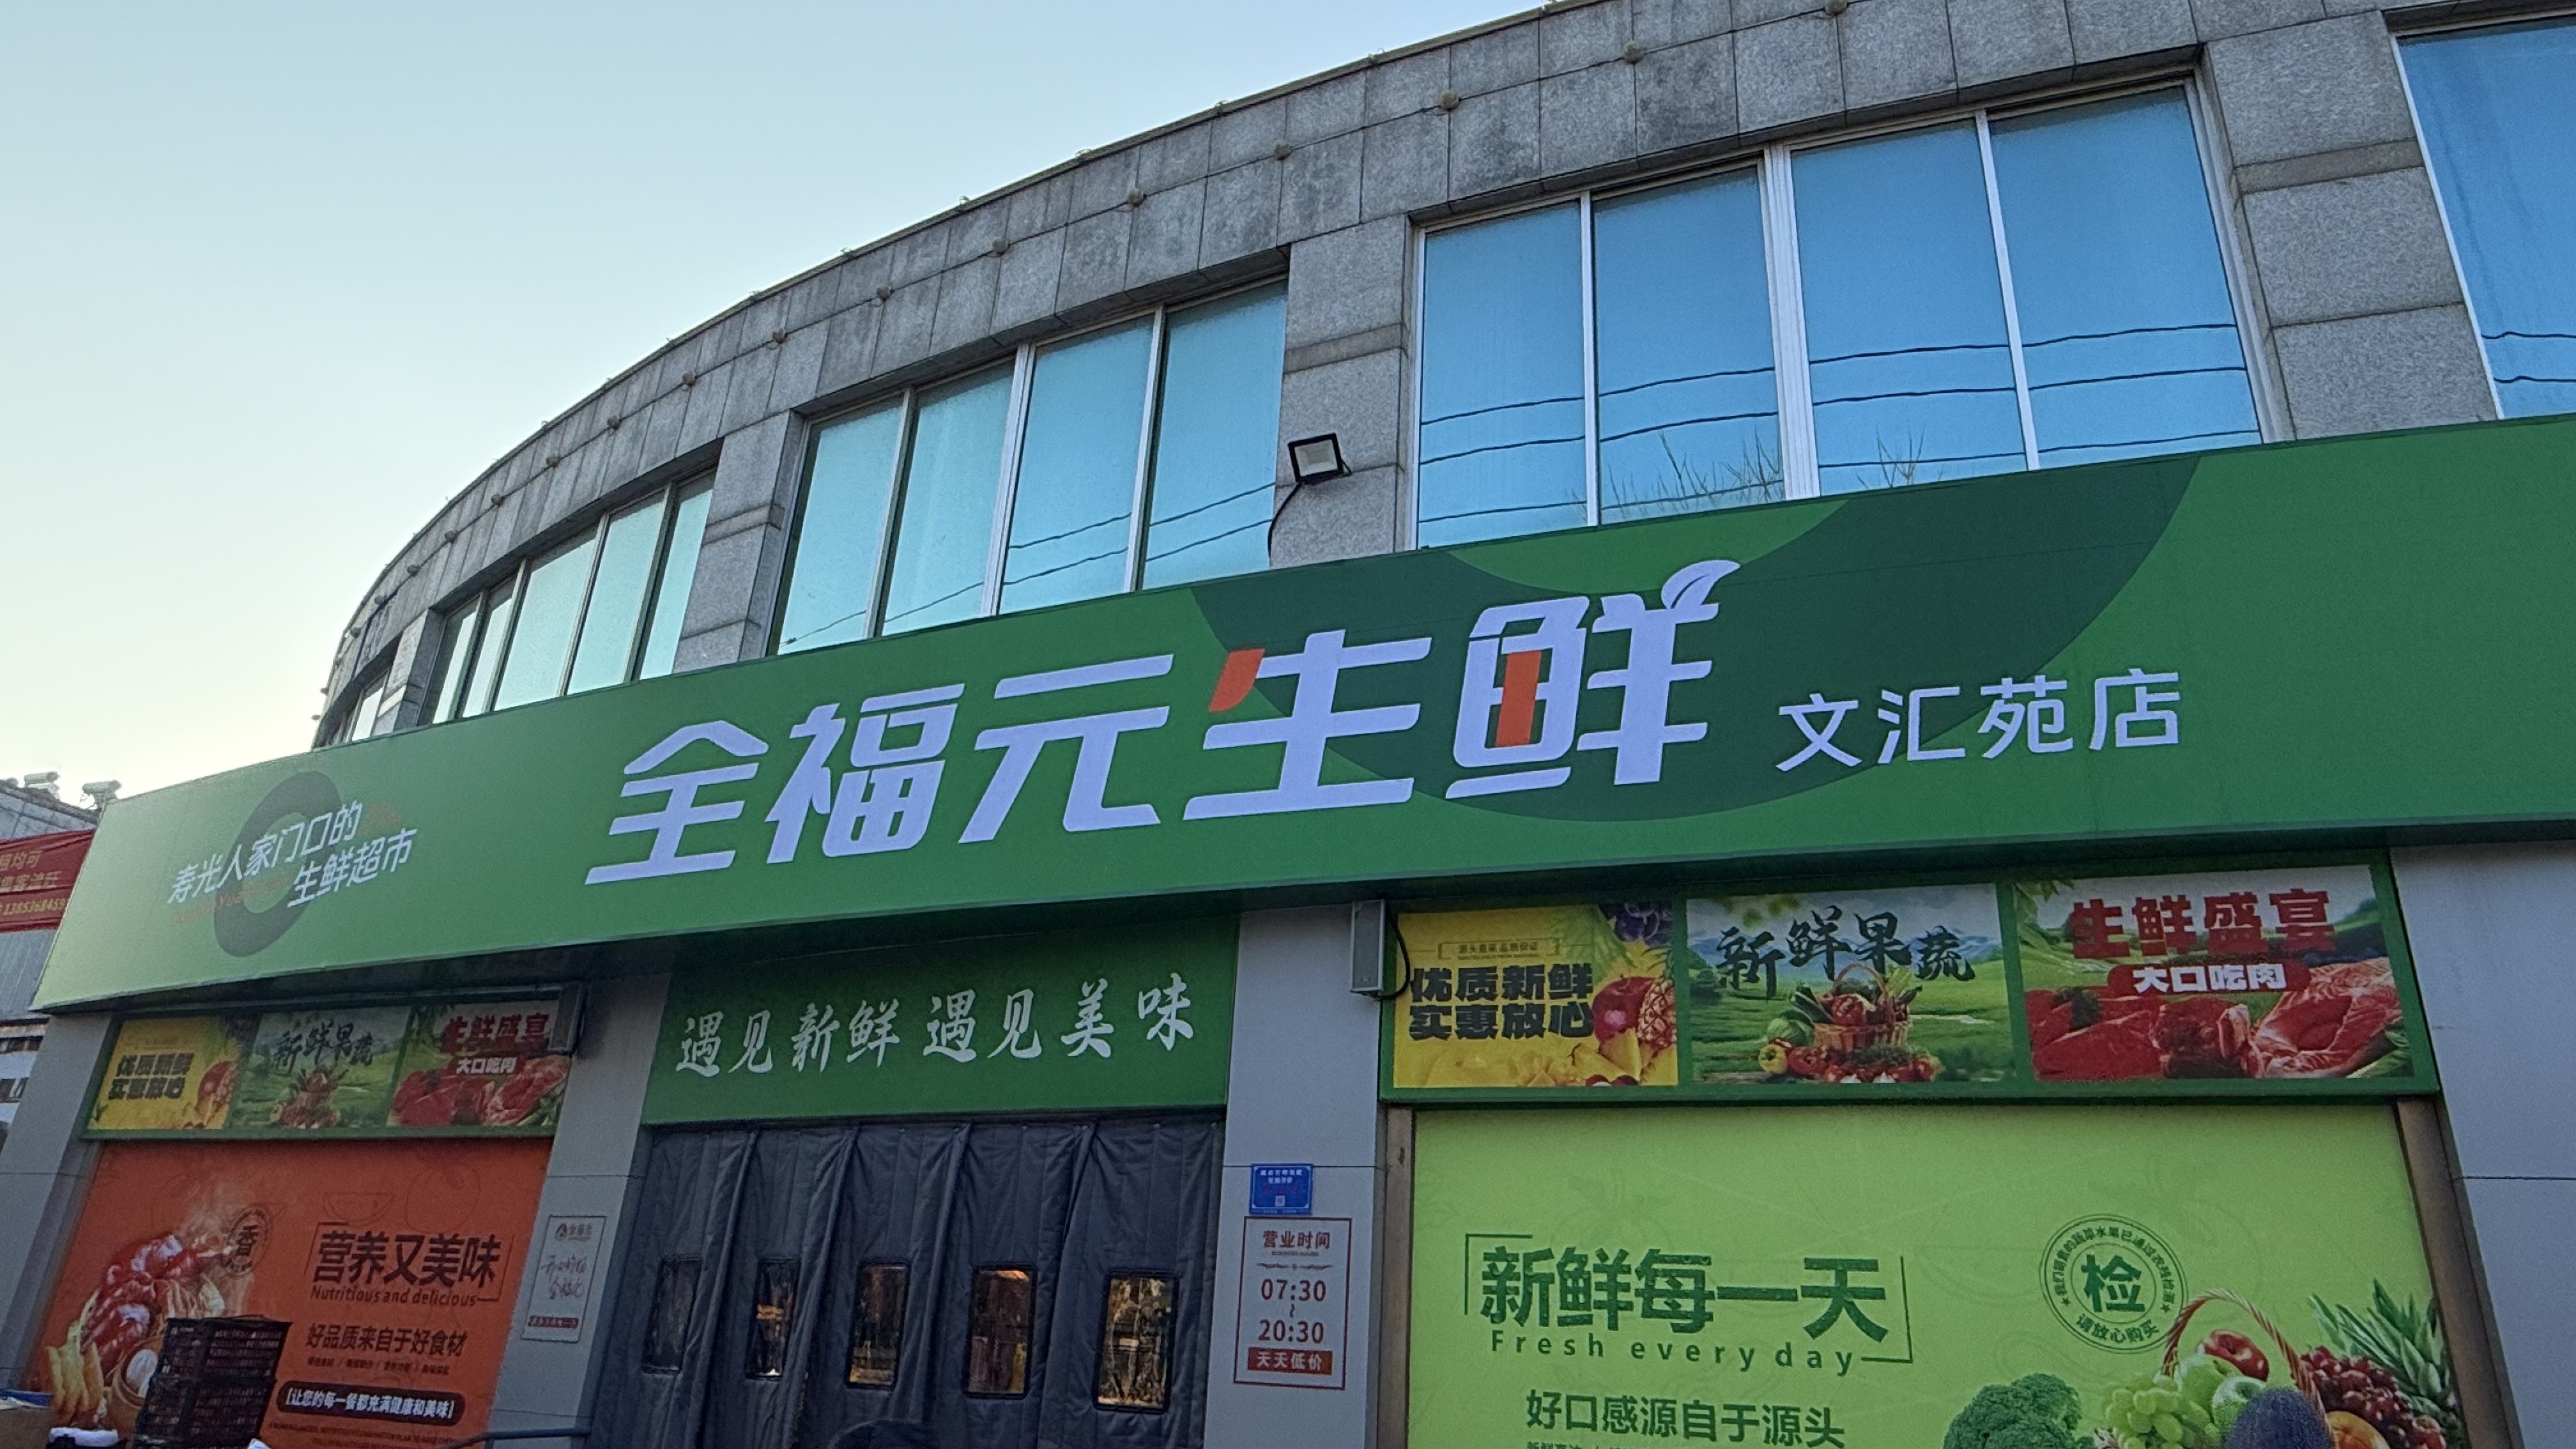 寿光人家门口的
生鲜超市
全福元生鲜 文汇苑店
优质新鲜
实惠放心
新鲜果蔬
生鲜盛宴
大口吃肉
遇见新鲜 遇见美味
优质新鲜
实惠放心
新鲜果蔬
生鲜盛宴
大口吃肉
香
营养又美味
Nutritious and delicious
好品质来自于好食材
【让您的每一餐都充满健康和美味】
营业时间
BUSINESS HOURS
07:30
~
20:30
天天低价
新鲜每一天
Fresh everyday
好口感源自于源头
检
请放心购买